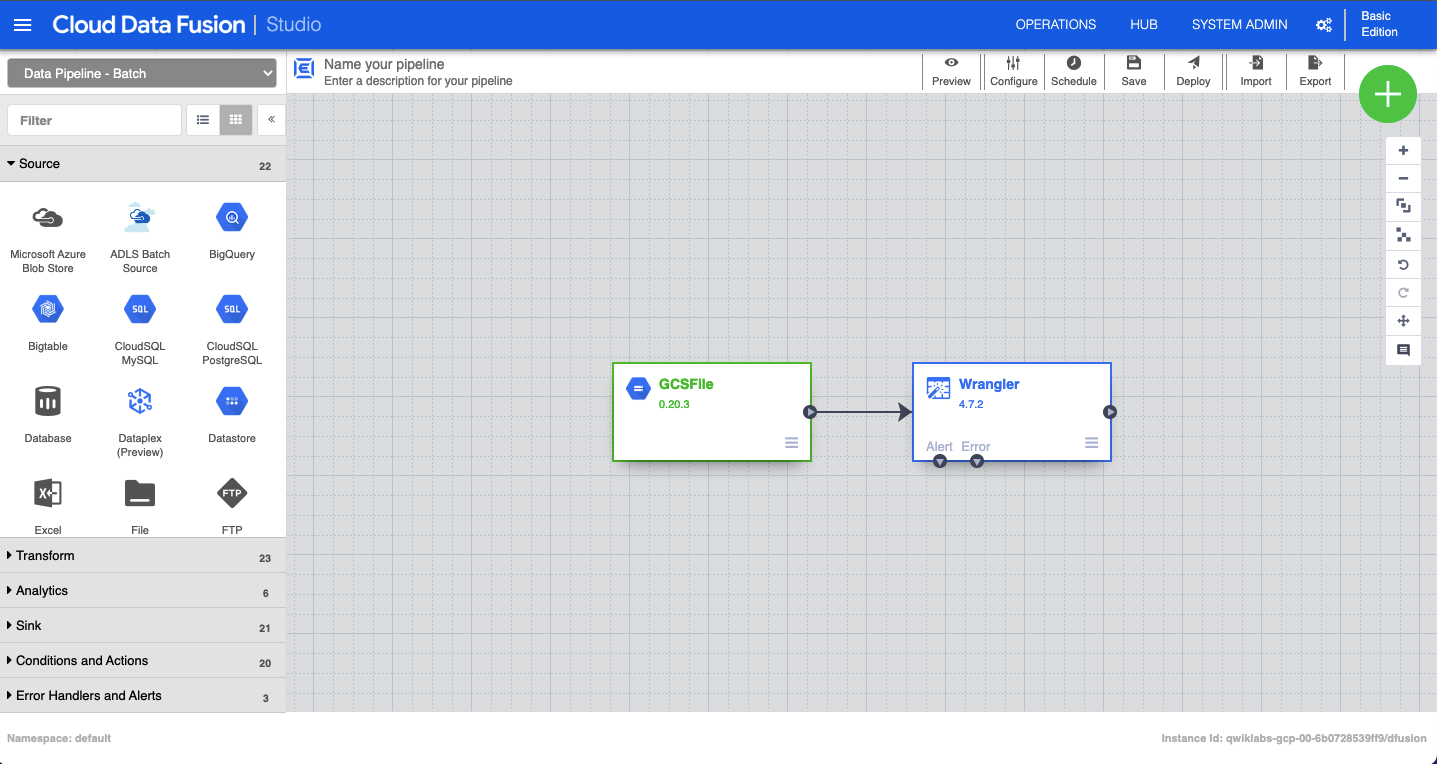 Cloud Data Fusion | Studio
OPERATIONS
HUB
SYSTEM ADMIN
Basic
Edition
Data Pipeline - Batch
Name your pipeline
Enter a description for your pipeline
Preview
Configure
Schedule
Save
Deploy
Import
Export
Filter
Source 22
Microsoft Azure
Blob Store
ADLS Batch
Source
BigQuery
SQL
SQL
Bigtable
CloudSQL
MySQL
CloudSQL
PostgreSQL
Database
Dataplex
(Preview)
Datastore
FTP
Excel
File
FTP
Transform 23
Analytics 6
Sink 21
Conditions and Actions 20
Error Handlers and Alerts 3
GCSFile
0.20.3
Wrangler
4.7.2
Alert Error
Namespace: default
Instance Id: qwiklabs-gcp-00-6b0728539ff9/dfusion